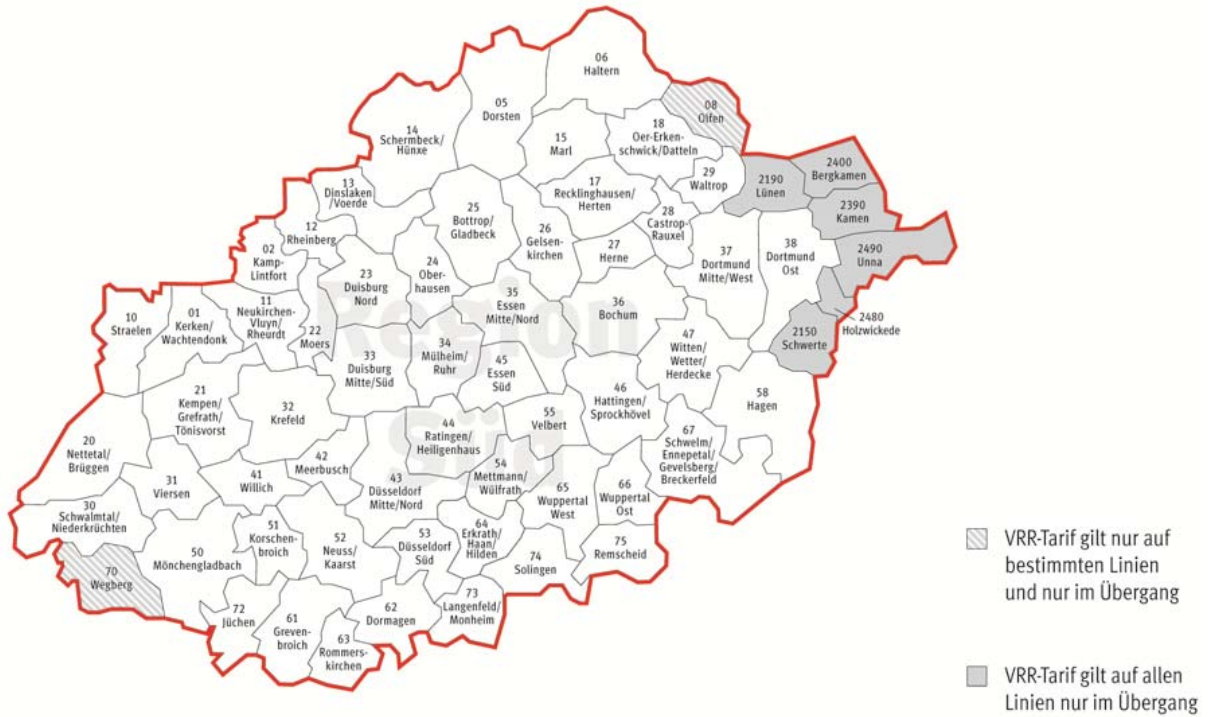 06
Haltern
05
Dorsten
08
Olfen
14
Schermbeck/
Hünxe
15
Marl
18
Oer-Erken-
schwick/Datteln
29
Waltrop
2190
Lünen
2400
Bergkamen
2390
Kamen
13
Dinslaken
/Voerde
17
Recklinghausen/
Herten
28
Castrop-
Rauxel
25
Bottrop/
Gladbeck
26
Gelsen-
kirchen
27
Herne
37
Dortmund
Mitte/West
38
Dortmund
Ost
2490
Unna
12
Rheinberg
02
Kamp-
Lintfort
23
Duisburg
Nord
24
Ober-
hausen
35
Essen
Mitte/Nord
36
Bochum
2480
Holzwickede
2150
Schwerte
10
Straelen
01
Kerken/
Wachtendonk
11
Neukirchen-
Vluyn/
Rheurdt
22
Moers
33
Duisburg
Mitte/Süd
34
Mülheim/
Ruhr
45
Essen
Süd
47
Witten/
Wetter/
Herdecke
Region
Süd
21
Kempen/
Grefrath/
Tönisvorst
32
Krefeld
46
Hattingen/
Sprockhövel
58
Hagen
20
Nettetal/
Brüggen
44
Ratingen/
Heiligenhaus
55
Velbert
67
Schwelm/
Ennepetal/
Gevelsberg/
Breckerfeld
31
Viersen
41
Willich
42
Meerbusch
43
Düsseldorf
Mitte/Nord
54
Mettmann/
Wülfrath
65
Wuppertal
West
66
Wuppertal
Ost
30
Schwalmtal/
Niederkrüchten
50
Mönchengladbach
51
Korschen-
broich
52
Neuss/
Kaarst
53
Düsseldorf
Süd
64
Erkrath/
Haan/
Hilden
74
Solingen
75
Remscheid
70
Wegberg
72
Jüchen
61
Greven-
broich
62
Dormagen
73
Langenfeld/
Monheim
63
Rommers-
kirchen
VRR-Tarif gilt nur auf
bestimmten Linien
und nur im Übergang
VRR-Tarif gilt auf allen
Linien nur im Übergang